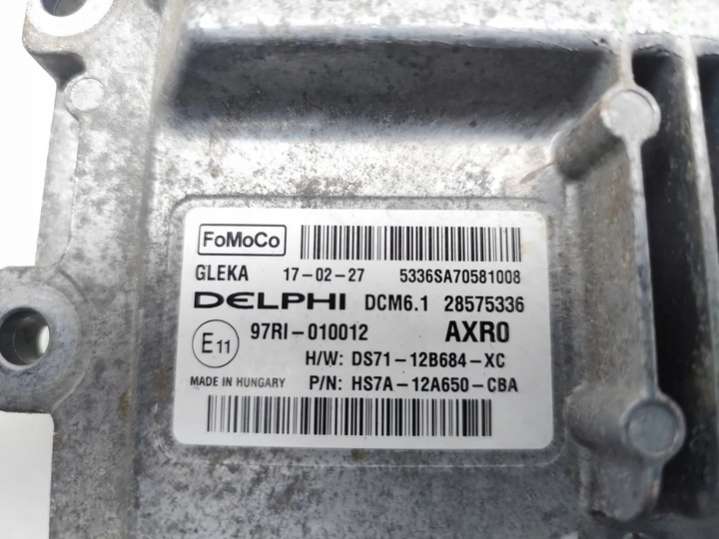 FoMoCo
GLEKA 17-02-27 5336SA70581008
DELPHI DCM6.1 28575336
E11 97RI-010012 AXRO
H/W: DS71-12B684-XC
MADE IN HUNGARY P/N: HS7A-12A650-CBA